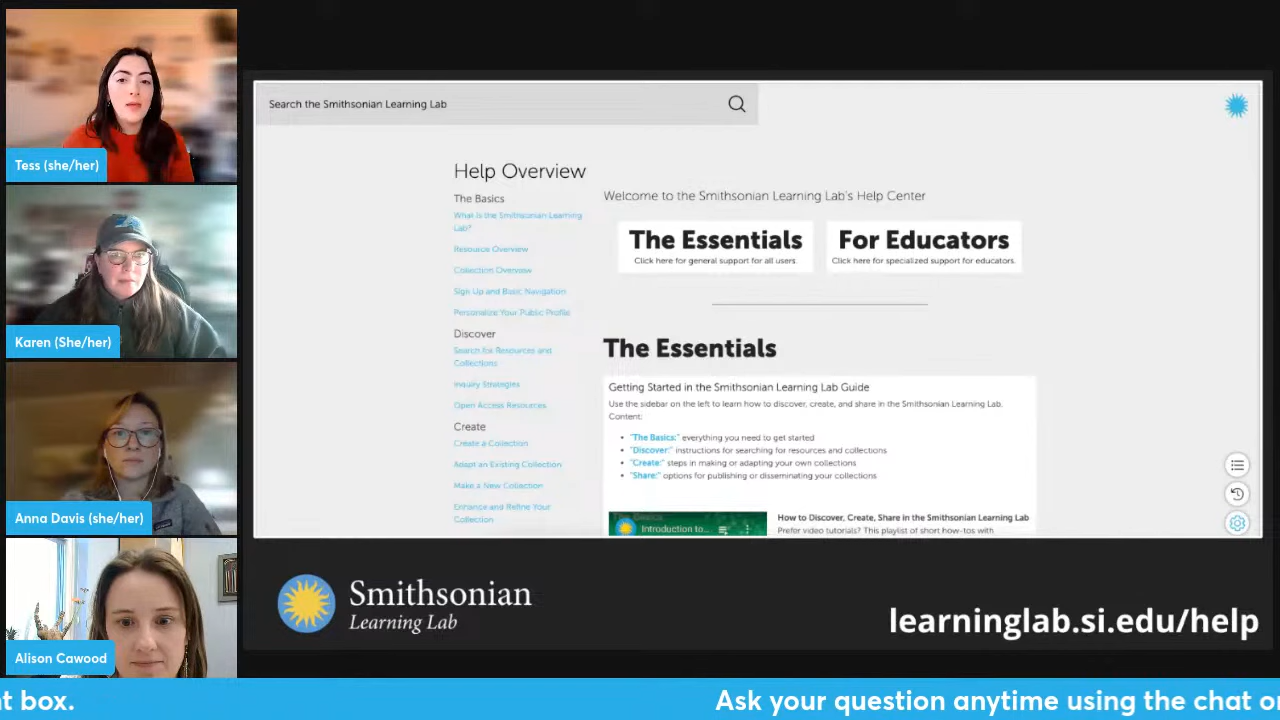 Tess (she/her)
Karen (She/her)
Anna Davis (she/her)
Alison Cawood
Search the Smithsonian Learning Lab
Help Overview
The Basics
What is the Smithsonian Learning
Lab?
Resource Overview
Collection Overview
Sign Up and Basic Navigation
Personalize Your Public Profile
Discover
Search for Resources and
Collections
Inquiry Strategies
Open Access Resources
Create
Create a Collection
Adapt an Existing Collection
Make a New Collection
Enhance and Refine Your
Collection
Welcome to the Smithsonian Learning Lab's Help Center
The Essentials
Click here for general support for all users.
For Educators
Click here for specialized support for educators.
The Essentials
Getting Started in the Smithsonian Learning Lab Guide
Use the sidebar on the left to learn how to discover, create, and share in the Smithsonian Learning Lab.
Content:
• "The Basics:" everything you need to get started
• "Discover:" instructions for searching for resources and collections
• "Create:" steps in making or adapting your own collections
• "Share:" options for publishing or disseminating your collections
The Basics
Introduction to...
How to Discover, Create, Share in the Smithsonian Learning Lab
Prefer video tutorials? This playlist of short how-tos with
Smithsonian
Learning Lab
learninglab.si.edu/help
t box.
Ask your question anytime using the chat o